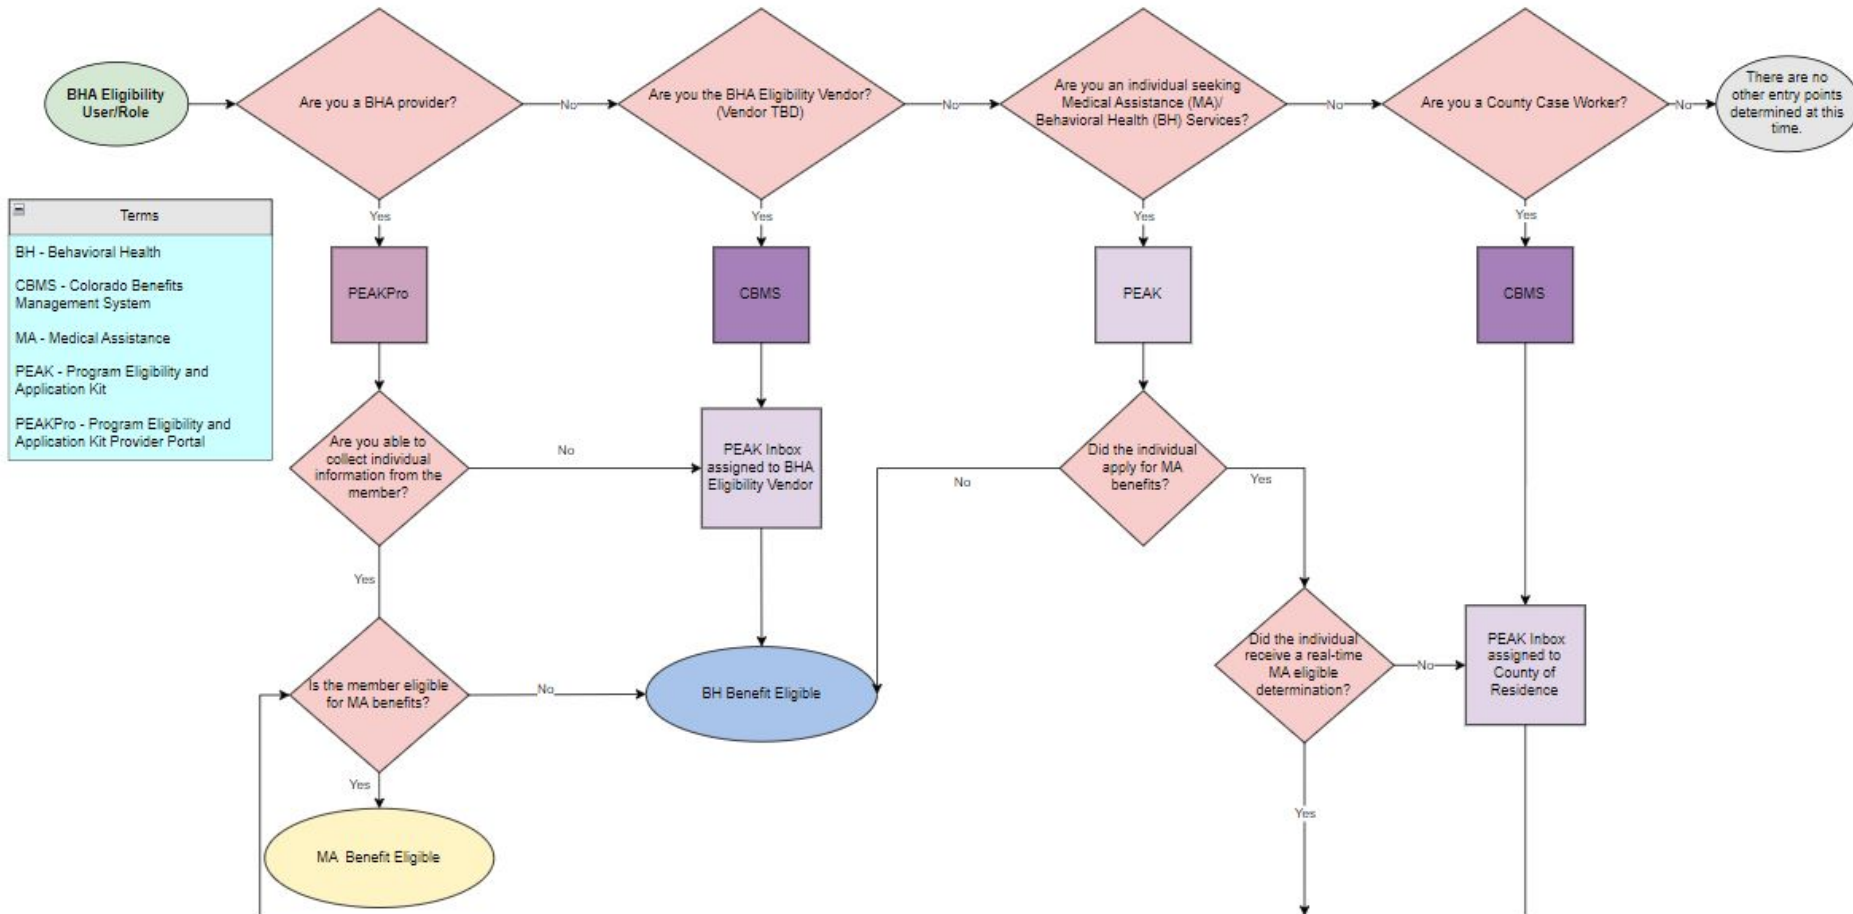 BHA Eligibility
User/Role
Are you a BHA provider?
No
Are you the BHA Eligibility Vendor?
(Vendor TBD)
No
Are you an individual seeking
Medical Assistance (MA)/
Behavioral Health (BH) Services?
No
Are you a County Case Worker?
No
There are no
other entry points
determined at this
time.
Yes
Yes
Yes
Yes
Terms
BH - Behavioral Health
CBMS - Colorado Benefits
Management System
MA - Medical Assistance
PEAK - Program Eligibility and
Application Kit
PEAKPro - Program Eligibility and
Application Kit Provider Portal
PEAKPro
CBMS
PEAK
CBMS
Are you able to
collect individual
information from the
member?
No
PEAK Inbox
assigned to BHA
Eligibility Vendor
Did the individual
apply for MA
benefits?
No
Yes
Yes
Is the member eligible
for MA benefits?
No
BH Benefit Eligible
Did the individual
receive a real-time
MA eligible
determination?
No
PEAK Inbox
assigned to
County of
Residence
Yes
Yes
MA Benefit Eligible